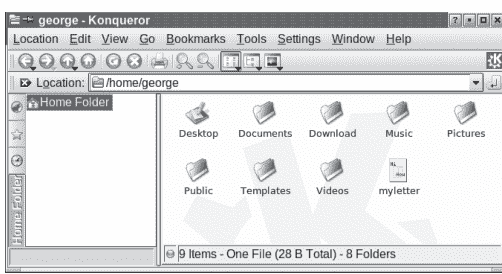 george - Konqueror
Location Edit View Go Bookmarks Tools Settings Window Help
Location: /home/george
Home Folder
Home Folder
Desktop Documents Download Music Pictures
Public Templates Videos myletter
9 Items - One File (28 B Total) - 8 Folders